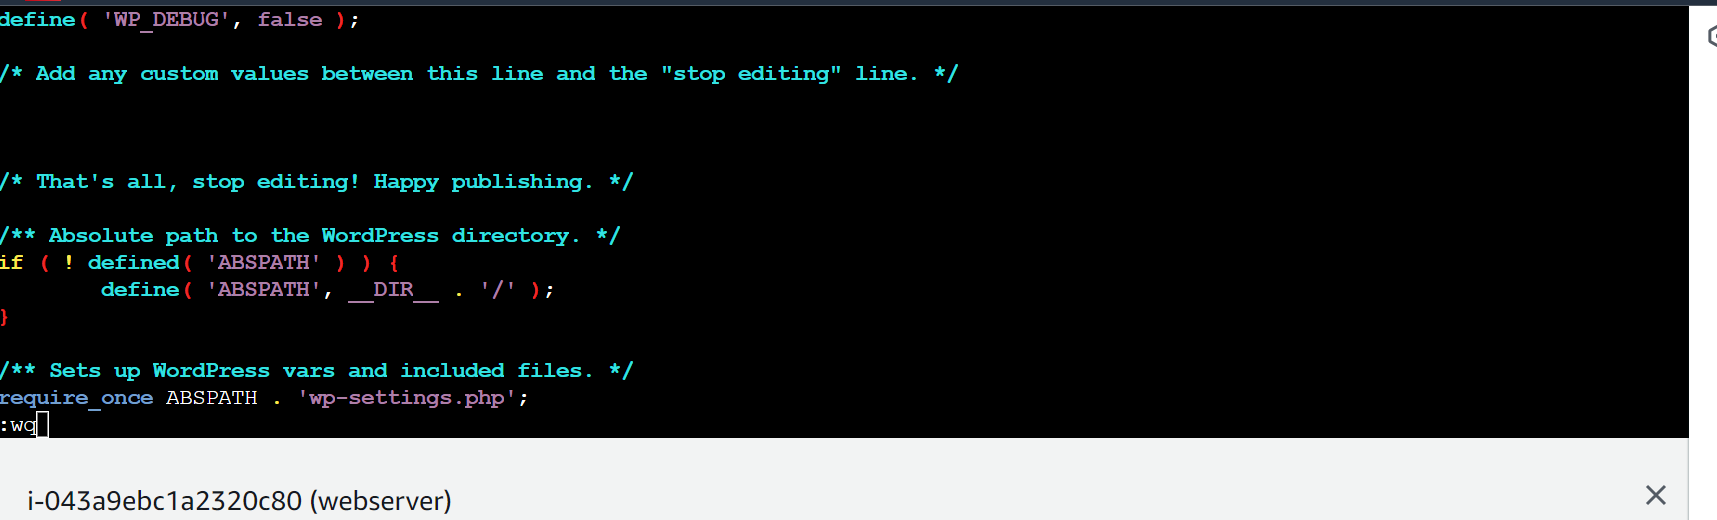 define( 'WP_DEBUG', false );
/* Add any custom values between this line and the "stop editing" line. */
/* That's all, stop editing! Happy publishing. */
/** Absolute path to the WordPress directory. */
if ( ! defined( 'ABSPATH' ) ) {
define( 'ABSPATH', __DIR__ . '/' );
}
/** Sets up WordPress vars and included files. */
require_once ABSPATH . 'wp-settings.php';
:wq
i-043a9ebc1a2320c80 (webserver)